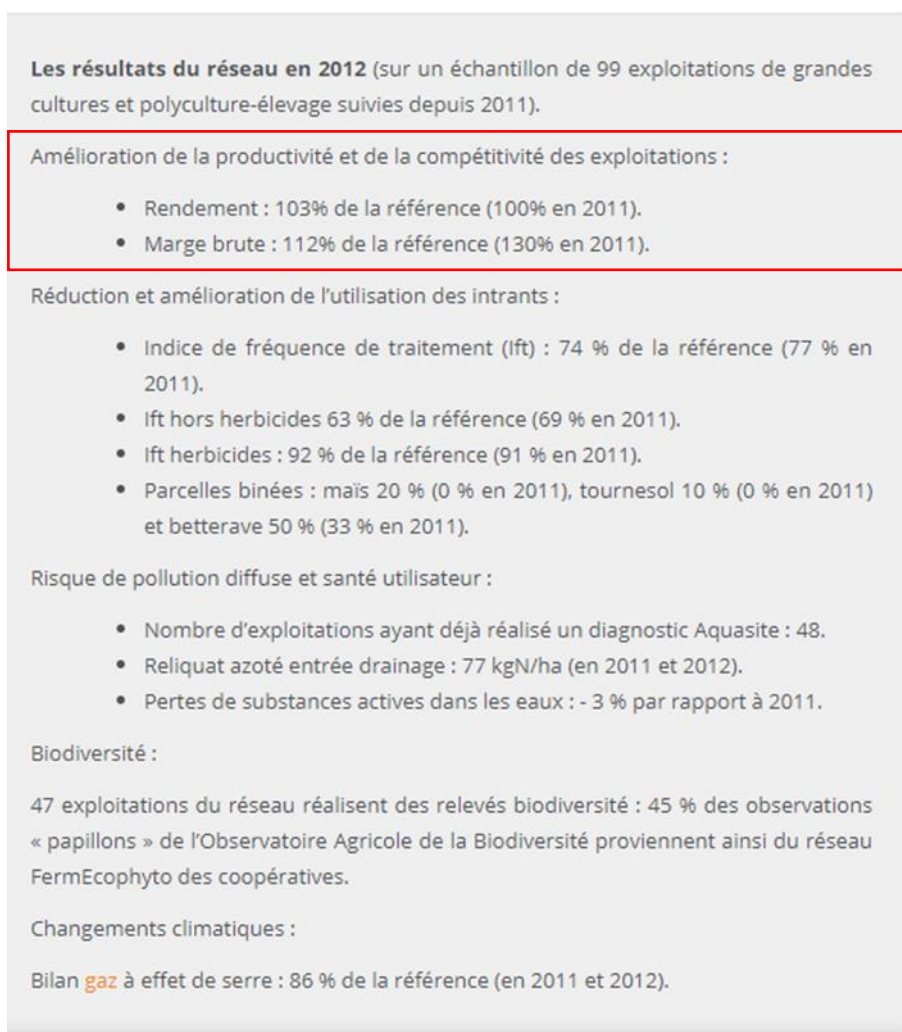 Les résultats du réseau en 2012 (sur un échantillon de 99 exploitations de grandes
cultures et polyculture-élevage suivies depuis 2011).
Amélioration de la productivité et de la compétitivité des exploitations :
• Rendement : 103% de la référence (100% en 2011).
• Marge brute : 112% de la référence (130% en 2011).
Réduction et amélioration de l'utilisation des intrants :
• Indice de fréquence de traitement (Ift) : 74 % de la référence (77 % en
2011).
• Ift hors herbicides 63 % de la référence (69 % en 2011).
• Ift herbicides : 92 % de la référence (91 % en 2011).
• Parcelles binées : maïs 20 % (0 % en 2011), tournesol 10 % (0 % en 2011)
et betterave 50 % (33 % en 2011).
Risque de pollution diffuse et santé utilisateur :
• Nombre d'exploitations ayant déjà réalisé un diagnostic Aquasite : 48.
• Reliquat azoté entrée drainage : 77 kgN/ha (en 2011 et 2012).
• Pertes de substances actives dans les eaux : - 3 % par rapport à 2011.
Biodiversité :
47 exploitations du réseau réalisent des relevés biodiversité : 45 % des observations
« papillons » de l'Observatoire Agricole de la Biodiversité proviennent ainsi du réseau
FermEcophyto des coopératives.
Changements climatiques :
Bilan gaz à effet de serre : 86 % de la référence (en 2011 et 2012).